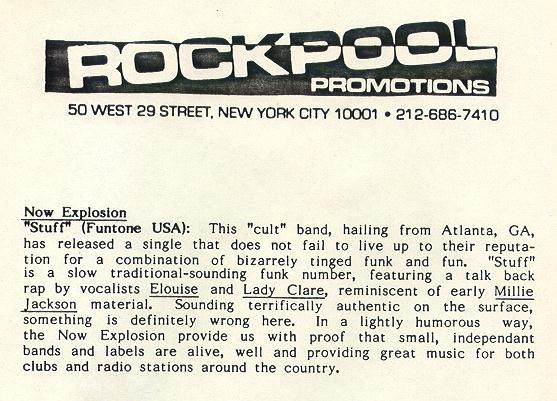 ROCKPOOL
PROMOTIONS
50 WEST 29 STREET, NEW YORK CITY 10001 • 212-686-7410
Now Explosion
"Stuff" (Funtone USA): This "cult" band, hailing from Atlanta, GA,
has released a single that does not fail to live up to their reputa-
tion for a combination of bizarrely tinged funk and fun. "Stuff"
is a slow traditional-sounding funk number, featuring a talk back
rap by vocalists Elouise and Lady Clare, reminiscent of early Millie
Jackson material. Sounding terrifically authentic on the surface,
something is definitely wrong here. In a lightly humorous way,
the Now Explosion provide us with proof that small, independant
bands and labels are alive, well and providing great music for both
clubs and radio stations around the country.